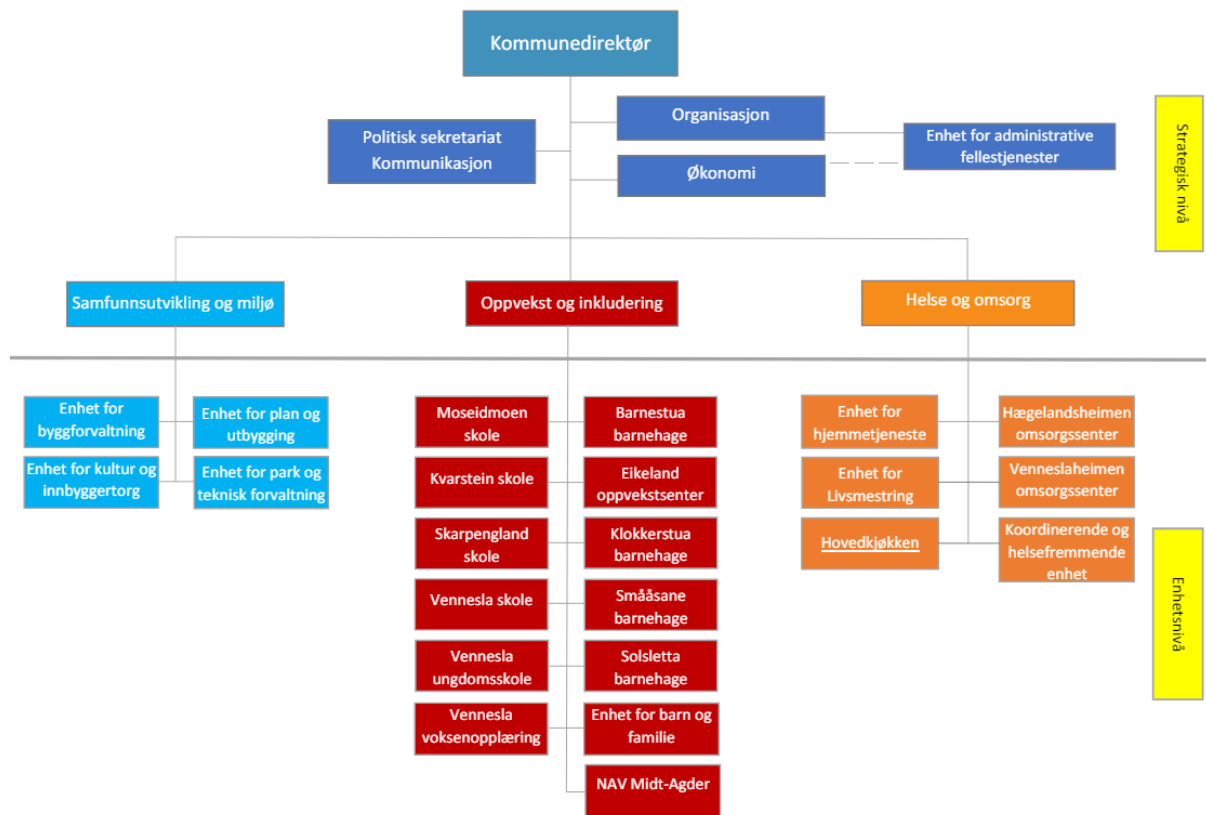 Kommunedirektør
Organisasjon
Politisk sekretariat
Kommunikasjon
Enhet for administrative
fellestjenester
Økonomi
Strategisk nivå
Samfunnsutvikling og miljø
Oppvekst og inkludering
Helse og omsorg
Enhet for
byggforvaltning
Enhet for plan og
utbygging
Enhet for kultur og
innbyggertorg
Enhet for park og
teknisk forvaltning
Moseidmoen
skole
Barnestua
barnehage
Kvarstein skole
Eikeland
oppvekstsenter
Skarpengland
skole
Klokkerstua
barnehage
Vennesla skole
Smååsane
barnehage
Vennesla
ungdomsskole
Solsletta
barnehage
Vennesla
voksenopplæring
Enhet for barn og
familie
NAV Midt-Agder
Enhet for
hjemmetjeneste
Hægelandsheimen
omsorgssenter
Enhet for
Livsmestring
Venneslaheimen
omsorgssenter
Hovedkjøkken
Koordinerende og
helsefremmende
enhet
Enhetsnivå